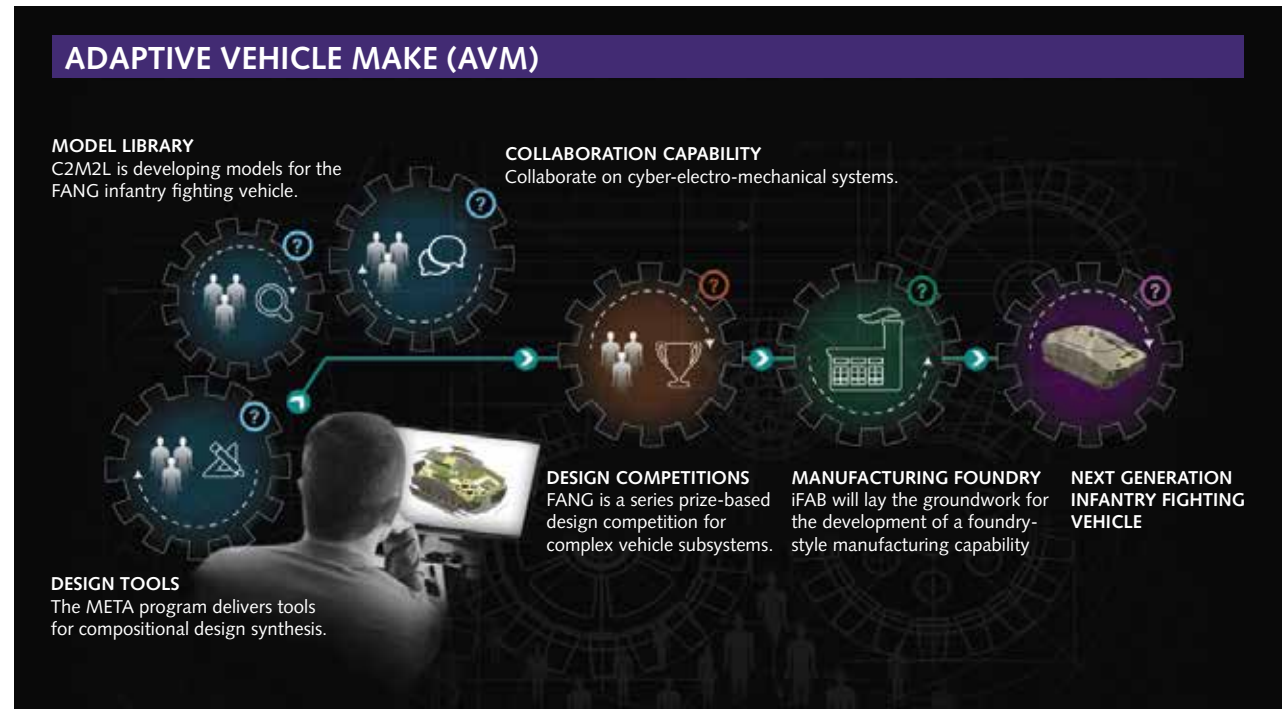 ADAPTIVE VEHICLE MAKE (AVM)
MODEL LIBRARY
C2M2L is developing models for the
FANG infantry fighting vehicle.
COLLABORATION CAPABILITY
Collaborate on cyber-electro-mechanical systems.
?
?
?
?
?
?
DESIGN TOOLS
The META program delivers tools
for compositional design synthesis.
DESIGN COMPETITIONS
FANG is a series prize-based
design competition for
complex vehicle subsystems.
MANUFACTURING FOUNDRY
iFAB will lay the groundwork for
the development of a foundry-
style manufacturing capability
NEXT GENERATION
INFANTRY FIGHTING
VEHICLE